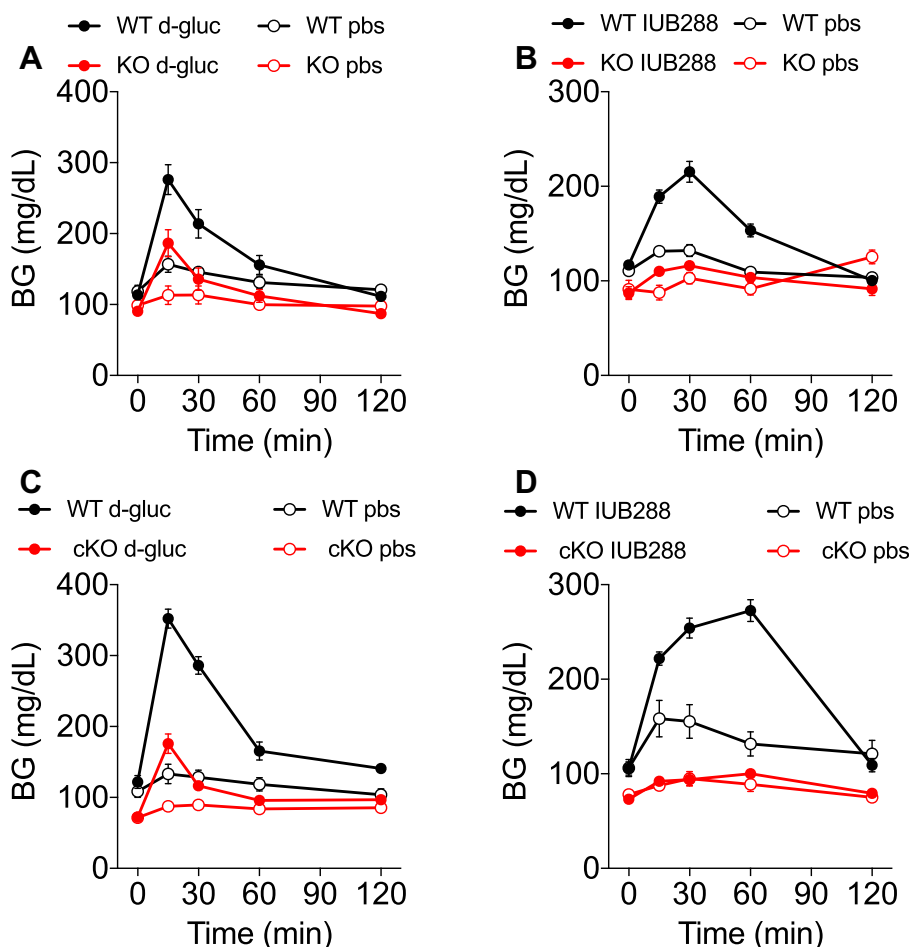 A
WT d-gluc WT pbs
KO d-gluc KO pbs
400
300
200
100
0
BG (mg/dL)
0 30 60 90 120
Time (min)
B
WT IUB288 WT pbs
KO IUB288 KO pbs
300
200
100
0
BG (mg/dL)
0 30 60 90 120
Time (min)
C
WT d-gluc WT pbs
cKO d-gluc cKO pbs
400
300
200
100
0
BG (mg/dL)
0 30 60 90 120
Time (min)
D
WT IUB288 WT pbs
cKO IUB288 cKO pbs
300
200
100
0
BG (mg/dL)
0 30 60 90 120
Time (min)